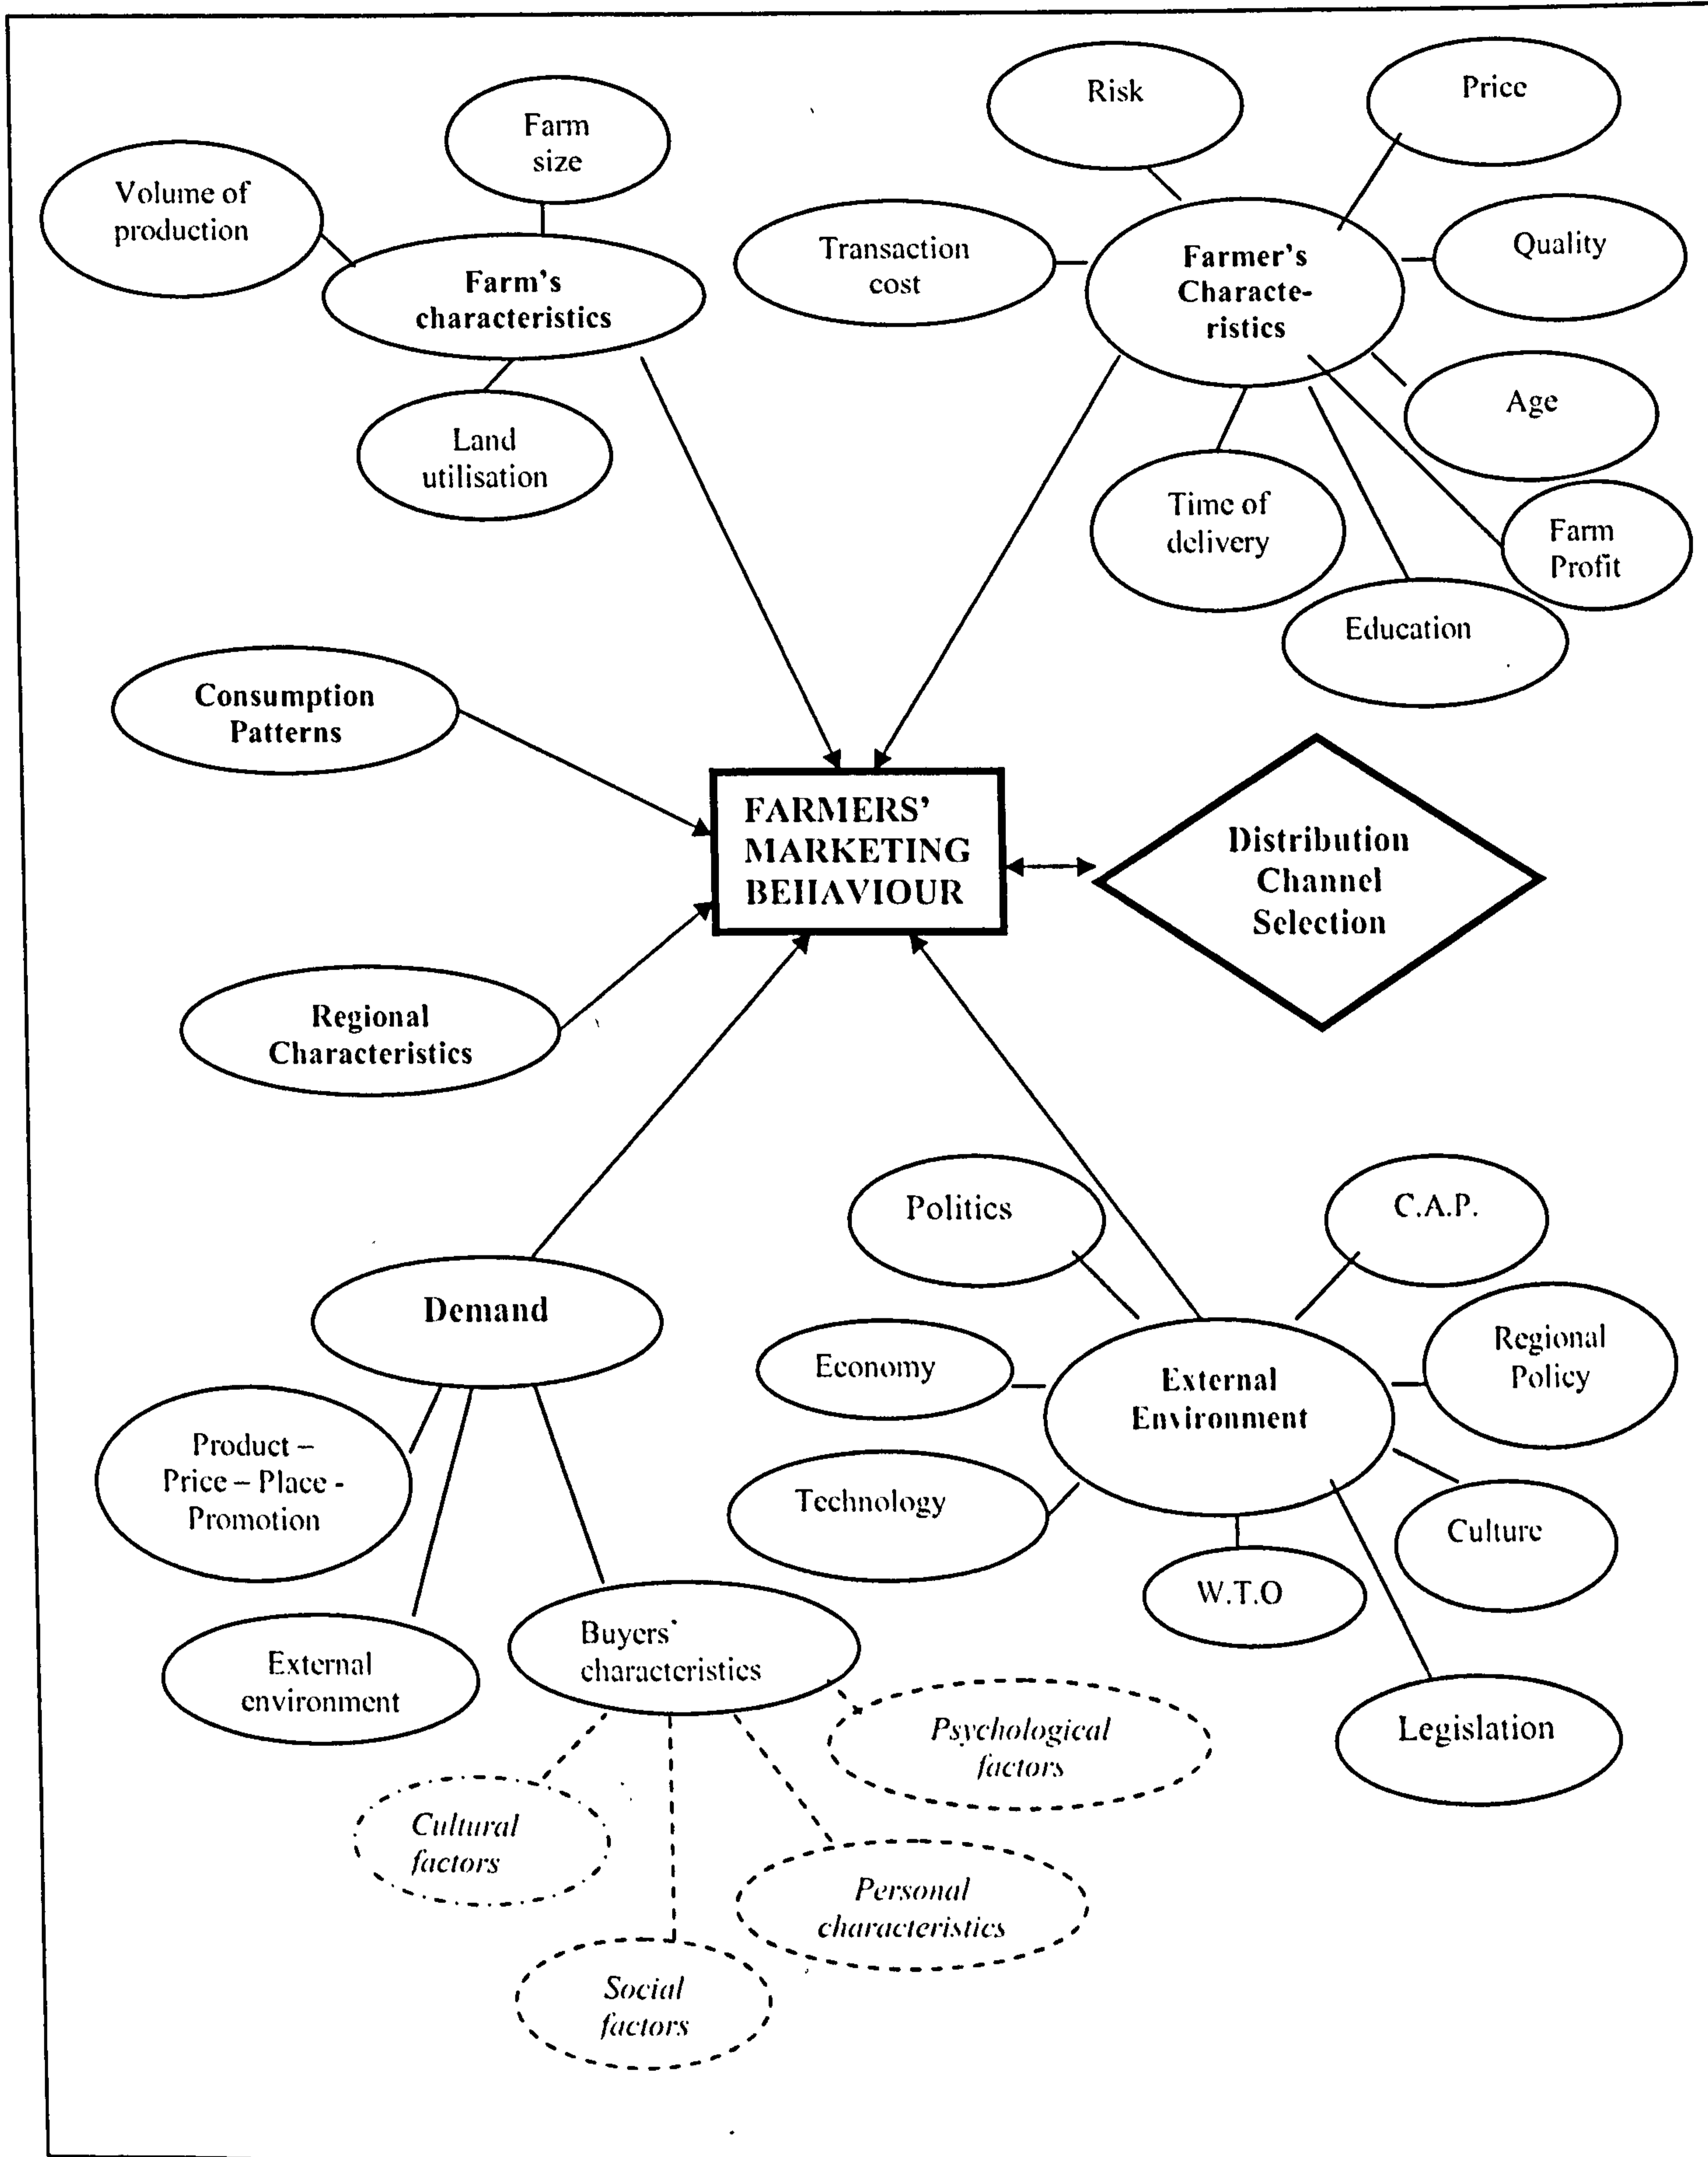 Risk
Price
Farm
size
Volume of
production
Transaction
cost
Farmer's
Characte-
ristics
Quality
Farm's
characteristics
Age
Land
utilisation
Time of
delivery
Farm
Profit
Education
Consumption
Patterns
FARMERS'
MARKETING
BEHAVIOUR
Distribution
Channel
Selection
Regional
Characteristics
Politics
C.A.P.
Demand
Economy
External
Environment
Regional
Policy
Product –
Price – Place -
Promotion
Technology
Culture
W.T.O
External
environment
Buyers'
characteristics
Psychological
factors
Legislation
Cultural
factors
Personal
characteristics
Social
factors